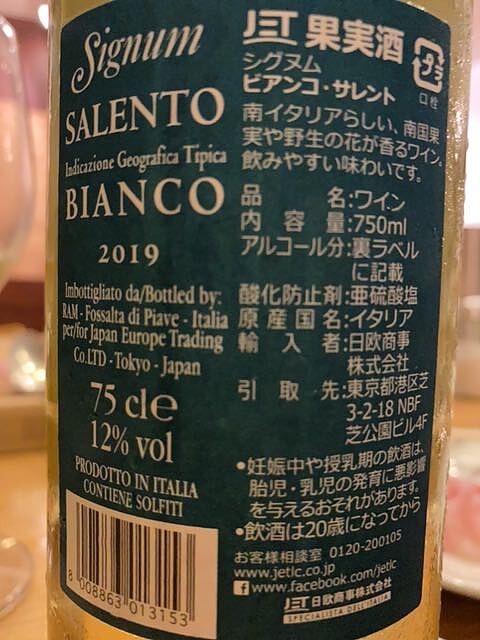 Signum
SALENTO
Indicazione Geografica Tipica
BIANCO
2019
Imbottigliato da/Bottled by:
RAM - Fossalta di Piave - Italia
per/for Japan Europe Trading
Co.LTD - Tokyo - Japan
75 cle
12% vol
PRODOTTO IN ITALIA
CONTIENE SOLFITI
8 008863 013153
JET 果実酒
プラ
口栓
シグヌム
ビアンコ・サレント
南イタリアらしい、南国果
実や野生の花が香るワイン。
飲みやすい味わいです。
品名:ワイン
内容量:750ml
アルコール分:裏ラベル
に記載
酸化防止剤:亜硫酸塩
原産国名:イタリア
輸入者:日欧商事
株式会社
引取先:東京都港区芝
3-2-18 NBF
芝公園ビル4F
•妊娠中や授乳期の飲酒は、
胎児・乳児の発育に悪影響
を与えるおそれがあります。
•飲酒は20歳になってから
お客様相談室 0120-200105
www.jetlc.co.jp
f www.facebook.com/jetlc
JET 日欧商事株式会社
SPECIALISTA DELL'ITALIA